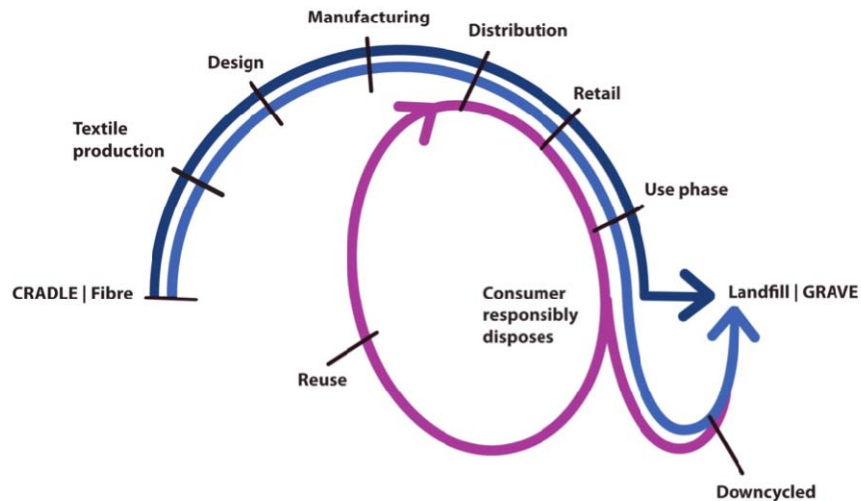 Manufacturing
Distribution
Design
Retail
Textile
production
Use phase
CRADLE | Fibre
Consumer
responsibly
disposes
Landfill | GRAVE
Reuse
Downcycled